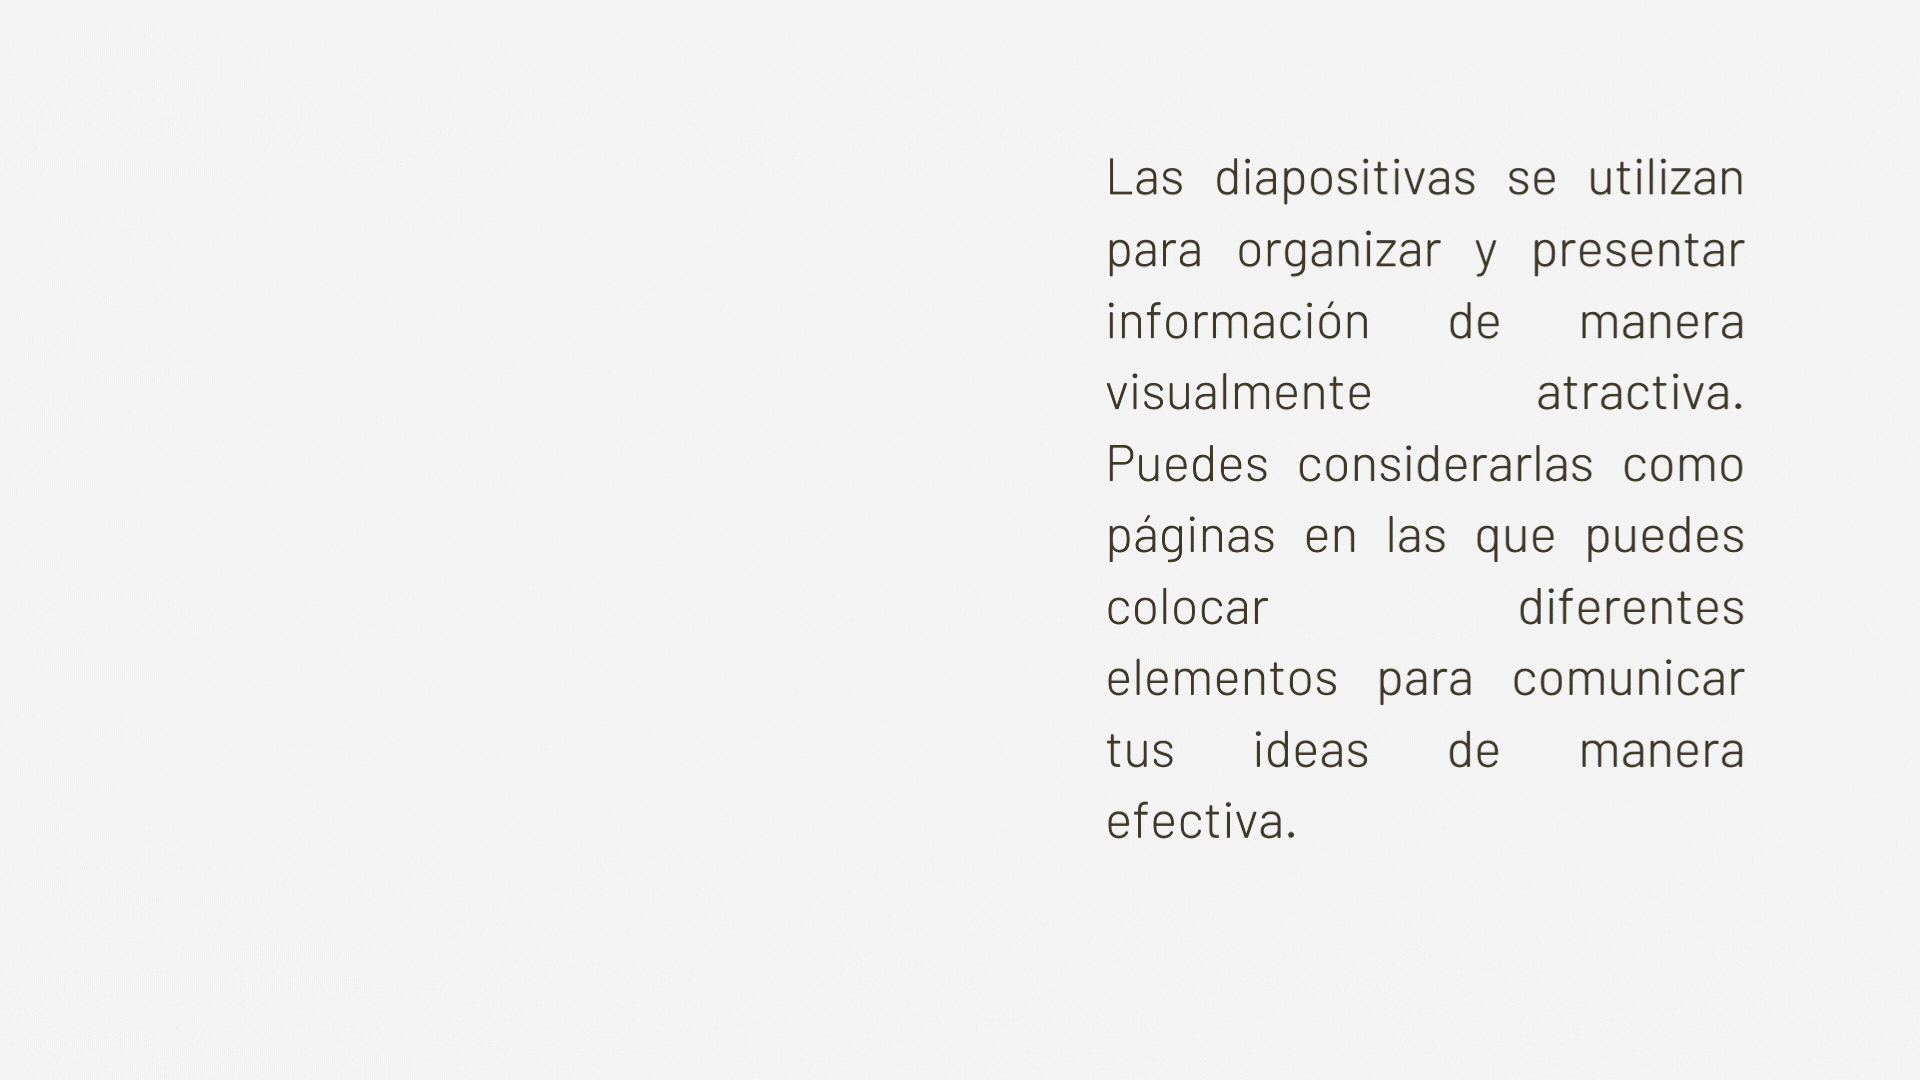 Las diapositivas se utilizan
para organizar y presentar
información de manera
visualmente atractiva.
Puedes considerarlas como
páginas en las que puedes
colocar diferentes
elementos para comunicar
tus ideas de manera
efectiva.